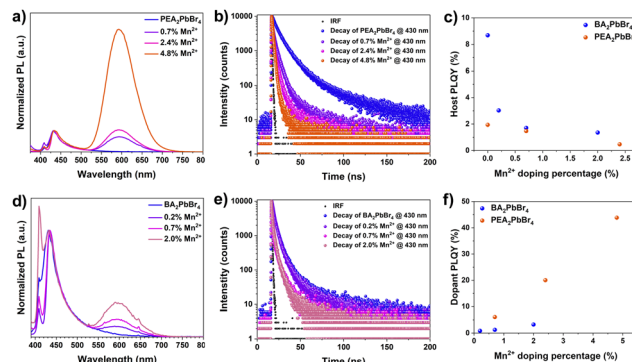 a)
Normalized PL (a.u.)
PEA₂PbBr₄
0.7% Mn²⁺
2.4% Mn²⁺
4.8% Mn²⁺
400 500 600 700
Wavelength (nm)
b)
Intenstity (counts)
10000
1000
100
10
1
IRF
Decay of PEA₂PbBr₄ @ 430 nm
Decay of 0.7% Mn²⁺ @ 430 nm
Decay of 2.4% Mn²⁺ @ 430 nm
Decay of 4.8% Mn²⁺ @ 430 nm
0 50 100 150 200
Time (ns)
c)
Host PLQY (%)
10
8
6
4
2
0
BA₂PbBr₄
PEA₂PbBr₄
0.0 0.5 1.0 1.5 2.0 2.5
Mn²⁺ doping percentage (%)
d)
Normalized PL (a.u.)
BA₂PbBr₄
0.2% Mn²⁺
0.7% Mn²⁺
2.0% Mn²⁺
400 500 600 700
Wavelength (nm)
e)
Intenstity (counts)
10000
1000
100
10
1
IRF
Decay of BA₂PbBr₄ @ 430 nm
Decay of 0.2% Mn²⁺ @ 430 nm
Decay of 0.7% Mn²⁺ @ 430 nm
Decay of 2.0% Mn²⁺ @ 430 nm
0 50 100 150 200
Time (ns)
f)
Dopant PLQY (%)
50
40
30
20
10
0
BA₂PbBr₄
PEA₂PbBr₄
0 1 2 3 4 5
Mn²⁺ doping percentage (%)